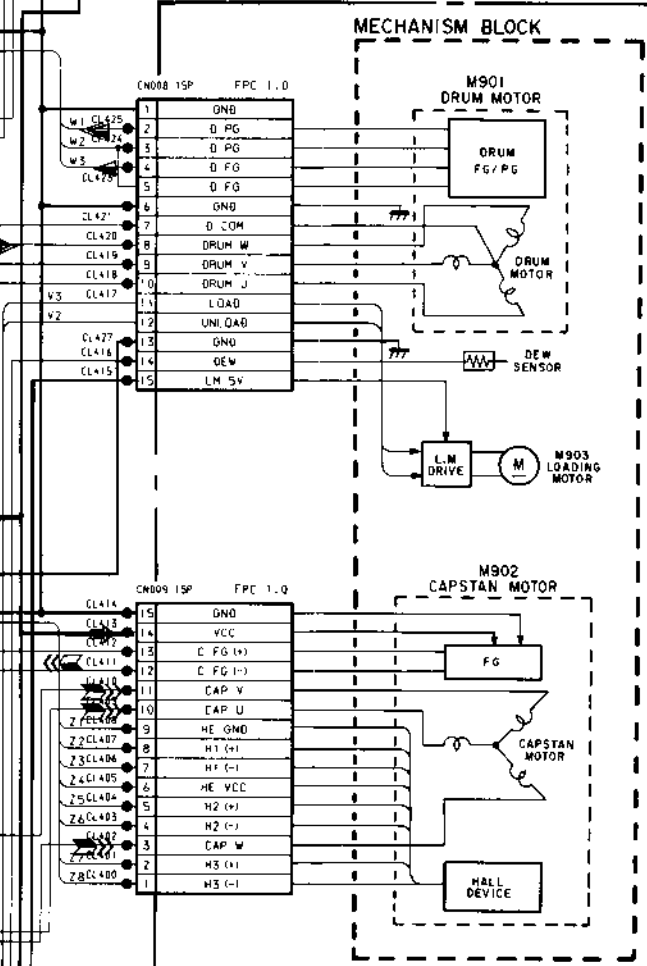 MECHANISM BLOCK
CN008 15P FPC 1.0
M901
DRUM MOTOR
1 GND
W1 CL425 2 D PG
W2 3 D PG
W3 4 D FG
CL423 5 D FG
6 GND
CL421 7 D COM
CL420 8 DRUM W
CL419 9 DRUM V
CL418 10 DRUM U
V3 CL417 11 LOAD
V2 12 UNLOAD
CL427 13 GND
CL416 14 DEW
CL415 15 LM 5V
DRUM
FG/PG
DRUM
MOTOR
DEW
SENSOR
L.M
DRIVE
M
M903
LOADING
MOTOR
CN009 15P FPC 1.0
M902
CAPSTAN MOTOR
CL414 15 GND
CL413 14 VCC
CL412 13 C FG (+)
CL411 12 C FG (-)
CL410 11 CAP V
10 CAP U
Z1 CL408 9 HE GND
Z2 CL407 8 H1 (+)
Z3 CL406 7 H1 (-)
Z4 CL405 6 HE VCC
Z5 CL404 5 H2 (+)
Z6 CL403 4 H2 (-)
CL402 3 CAP W
Z7 CL401 2 H3 (+)
Z8 CL400 1 H3 (-)
FG
CAPSTAN
MOTOR
HALL
DEVICE